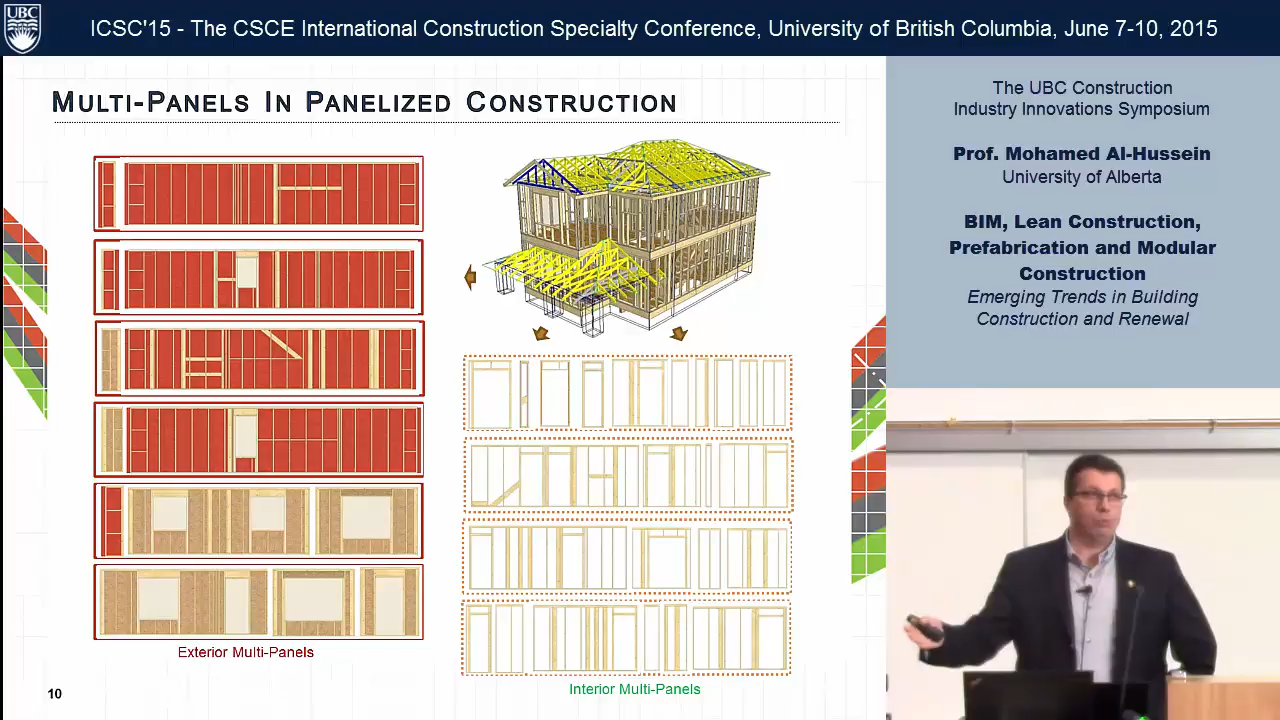 UBC
ICSC'15 - The CSCE International Construction Specialty Conference, University of British Columbia, June 7-10, 2015
MULTI-PANELS IN PANELIZED CONSTRUCTION
Exterior Multi-Panels
Interior Multi-Panels
10
The UBC Construction
Industry Innovations Symposium
Prof. Mohamed Al-Hussein
University of Alberta
BIM, Lean Construction,
Prefabrication and Modular
Construction
Emerging Trends in Building
Construction and Renewal